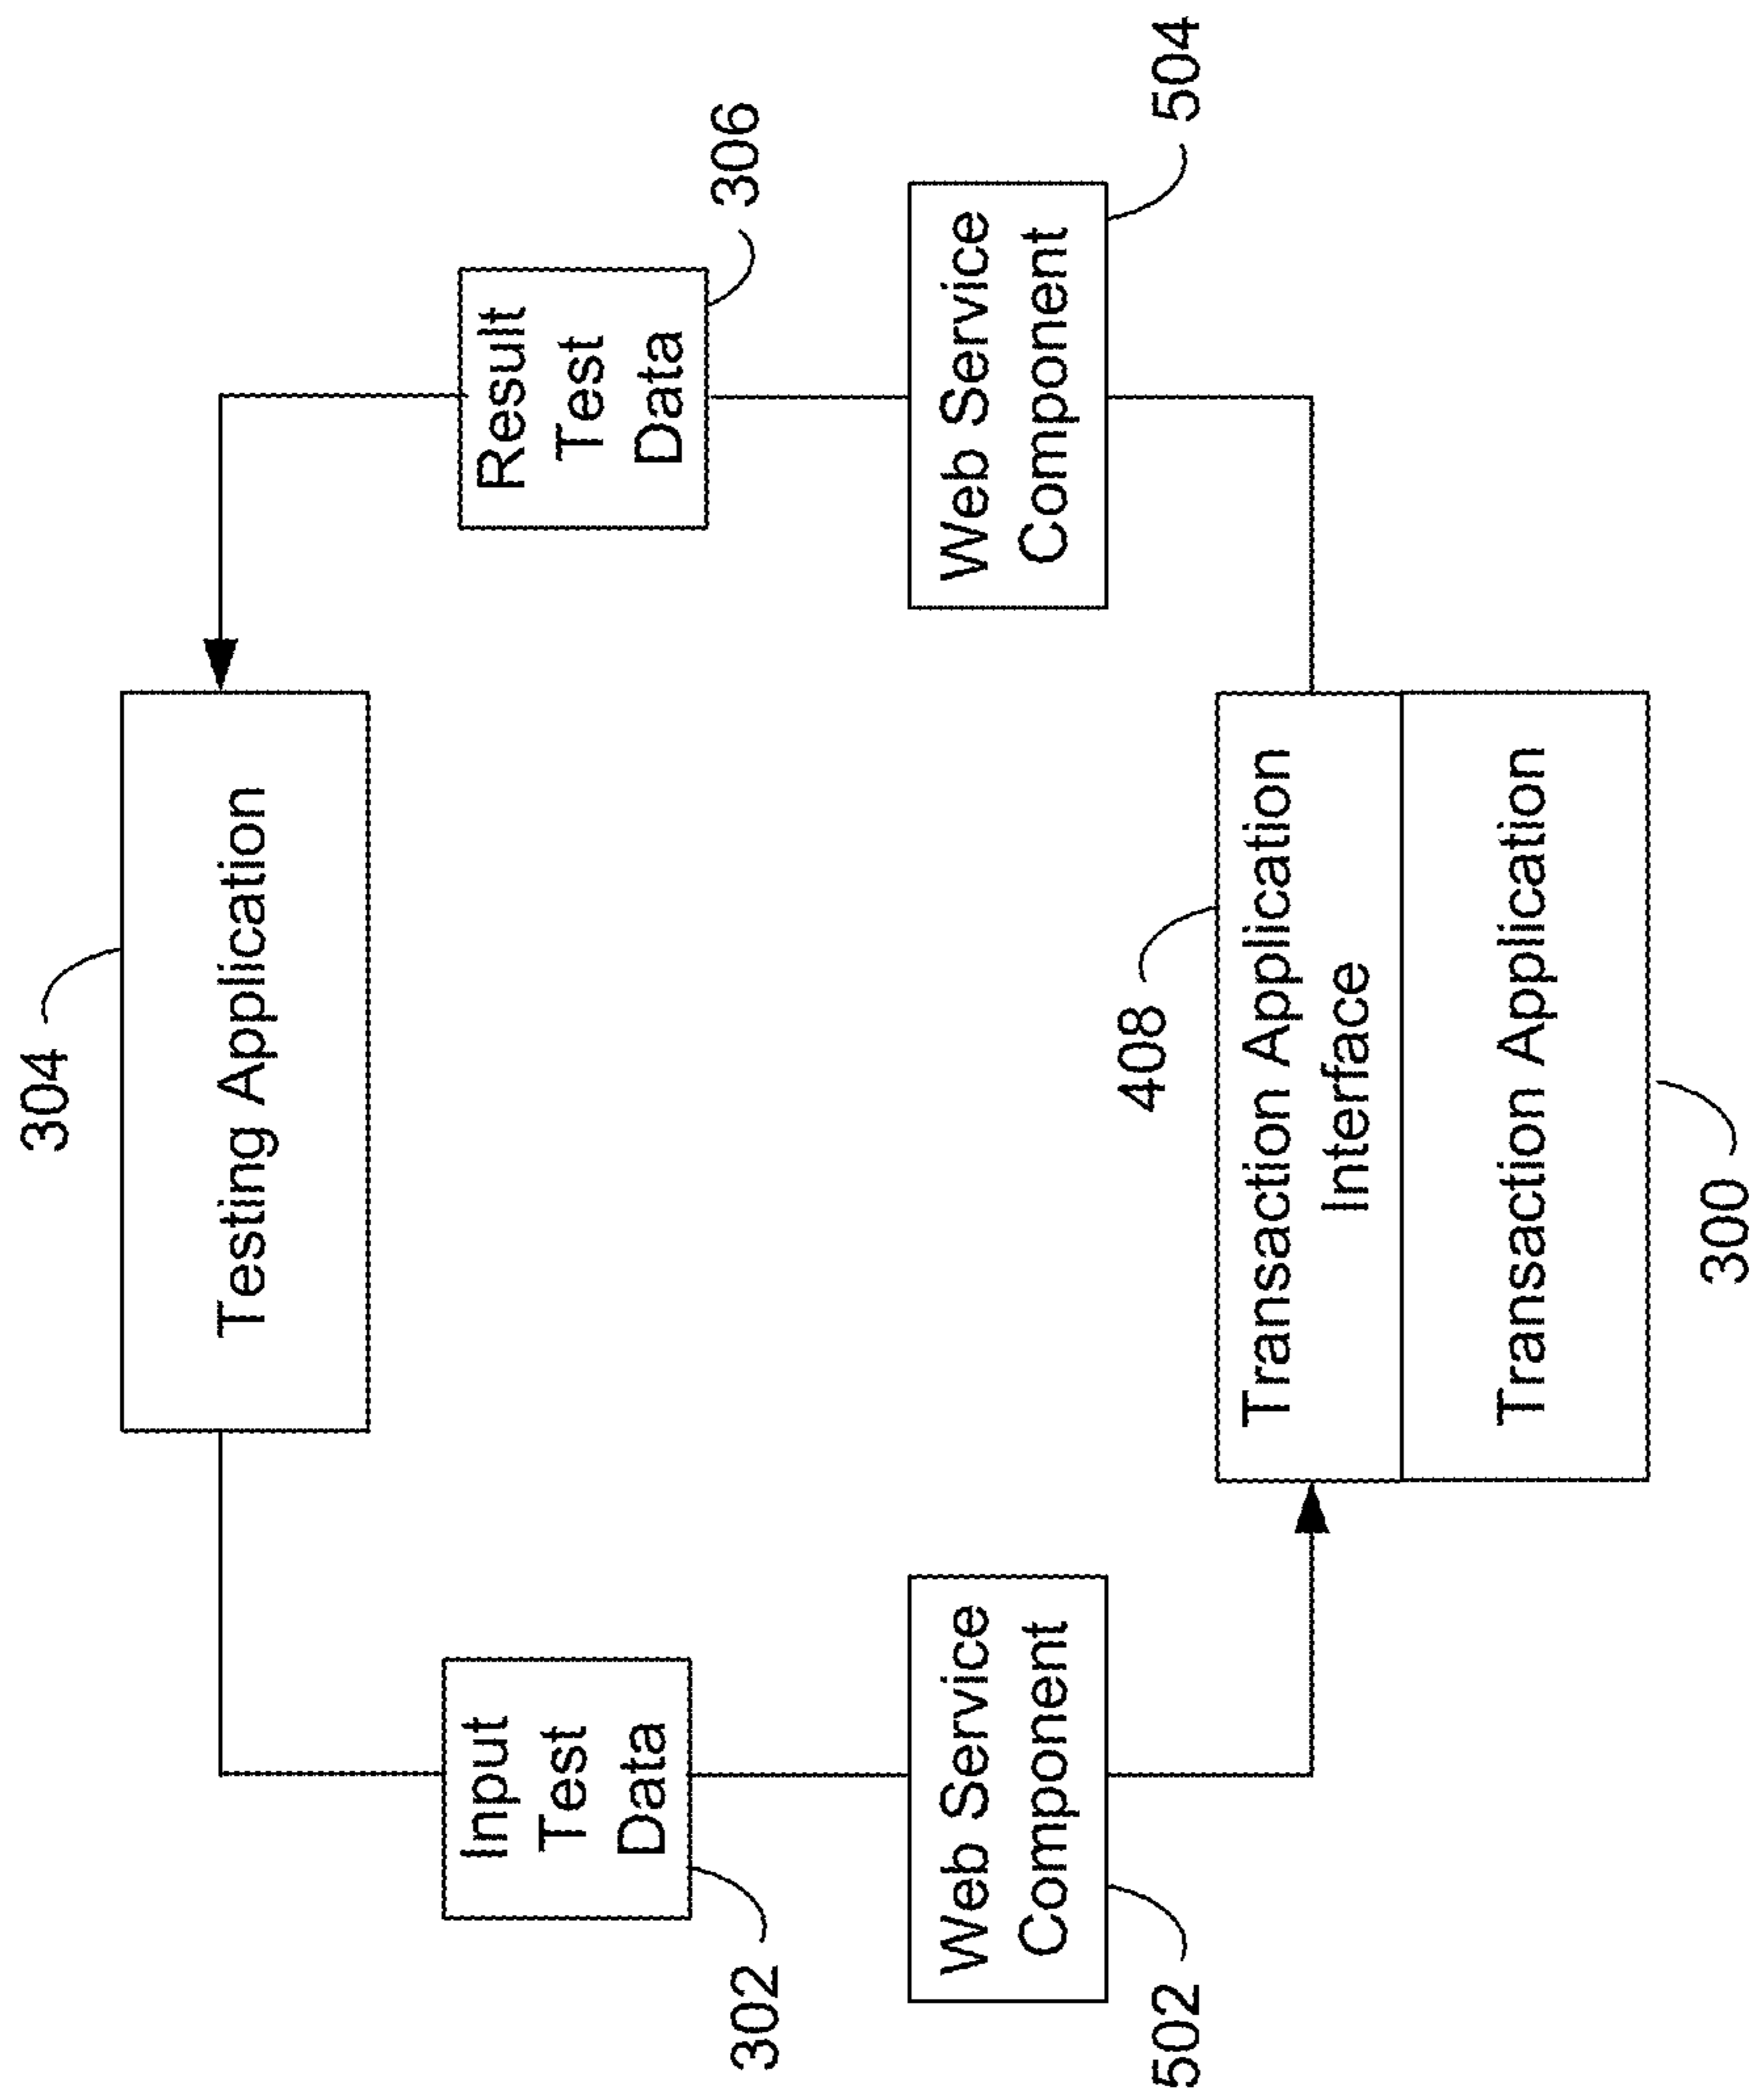 304
Testing Application
Input
Test
Data
302
Result
Test
Data
306
Web Service
Component
502
Web Service
Component
504
408
Transaction Application
Interface
Transaction Application
300